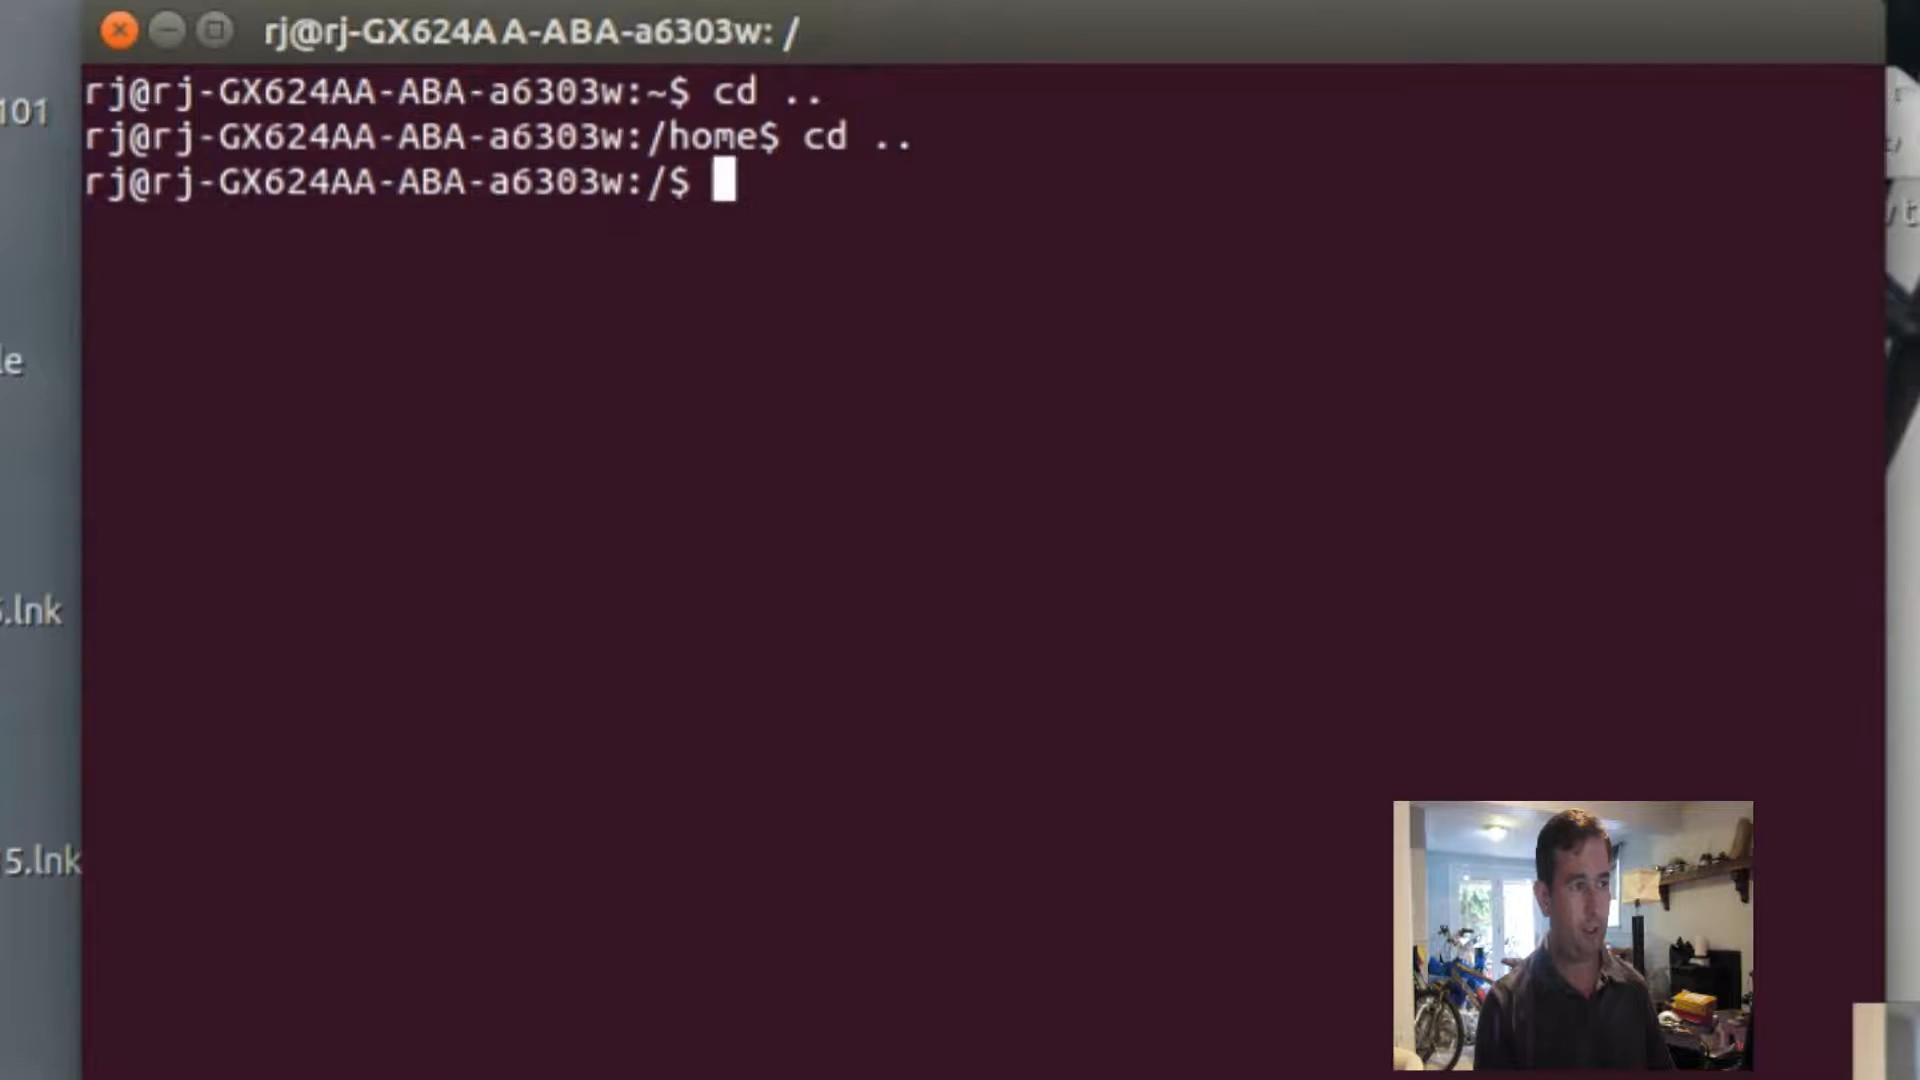 rj@rj-GX624AA-ABA-a6303w: /
rj@rj-GX624AA-ABA-a6303w:~$ cd ..
rj@rj-GX624AA-ABA-a6303w:/home$ cd ..
rj@rj-GX624AA-ABA-a6303w:/$
101
le
.lnk
5.lnk